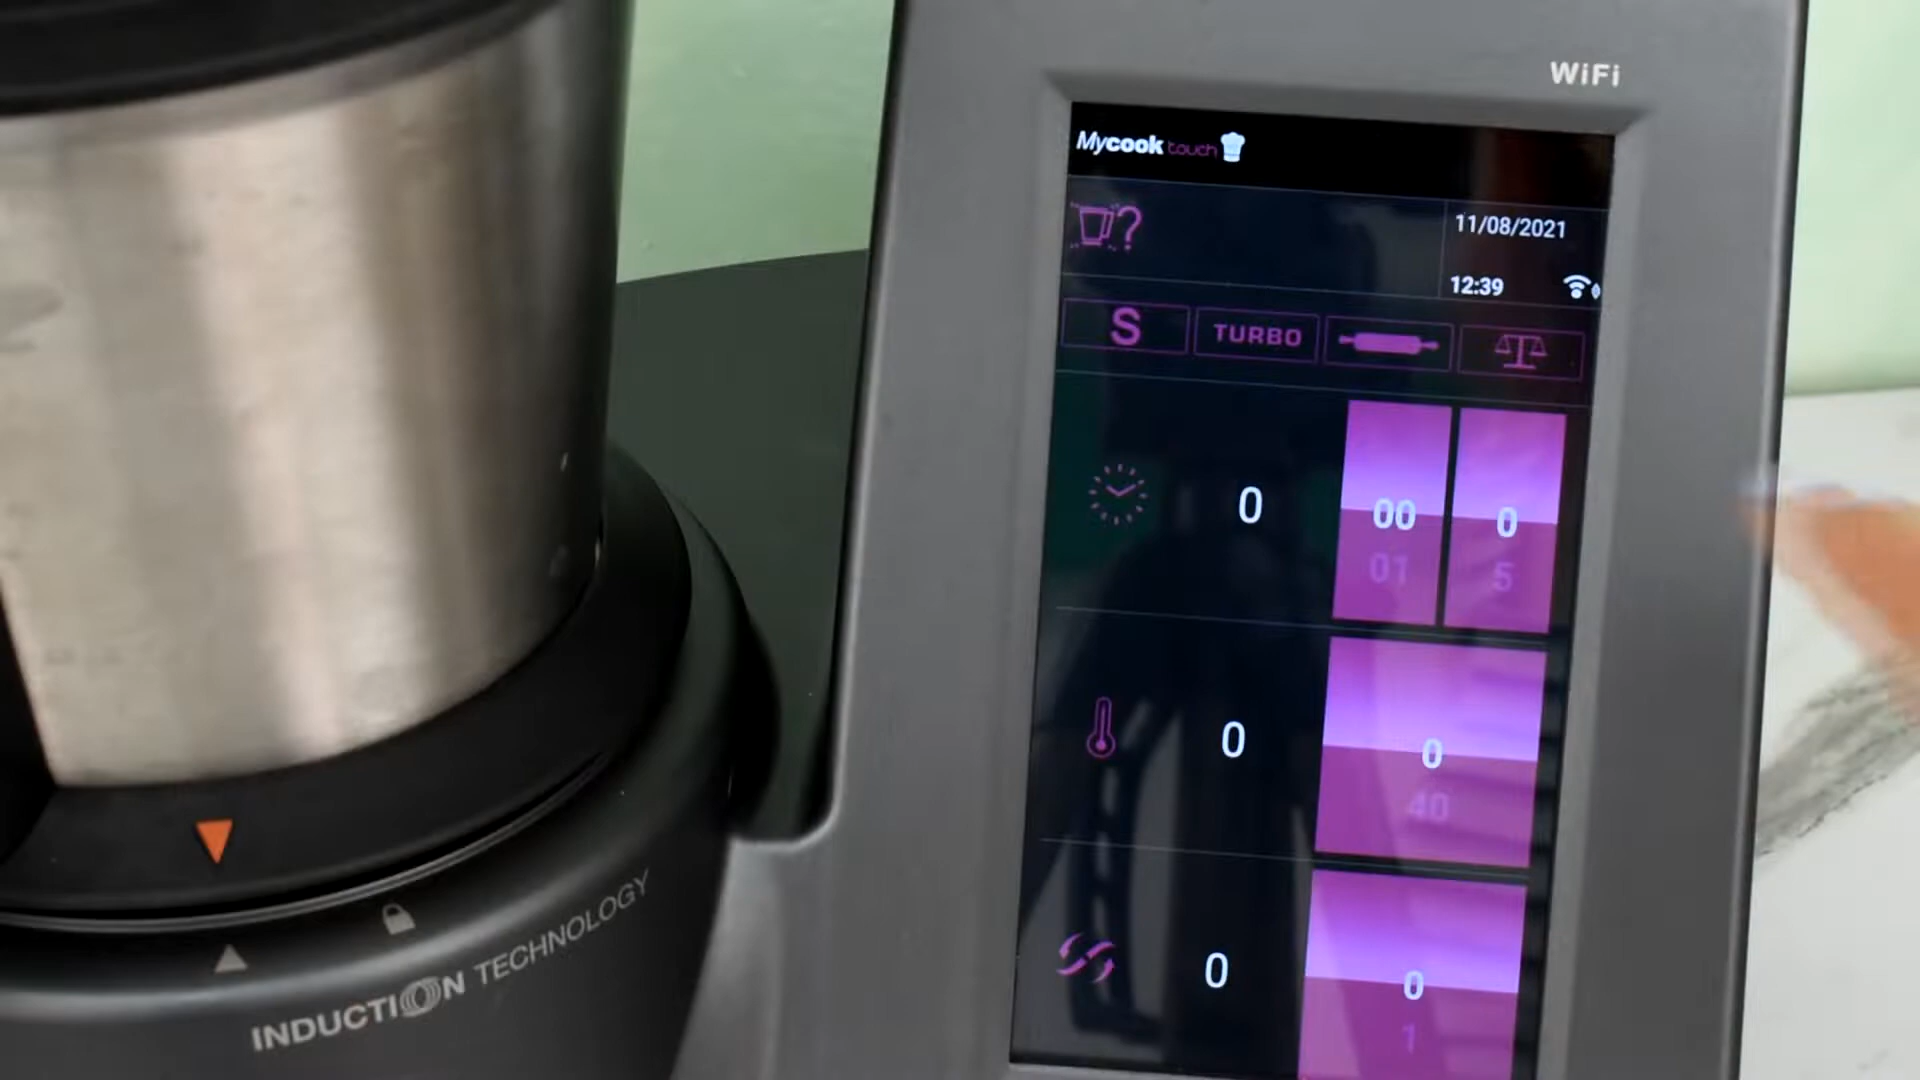 WiFi
Mycook touch
?
11/08/2021
12:39
S TURBO
0 00 0
01 5
0 0
40
0 0
1
INDUCTION TECHNOLOGY